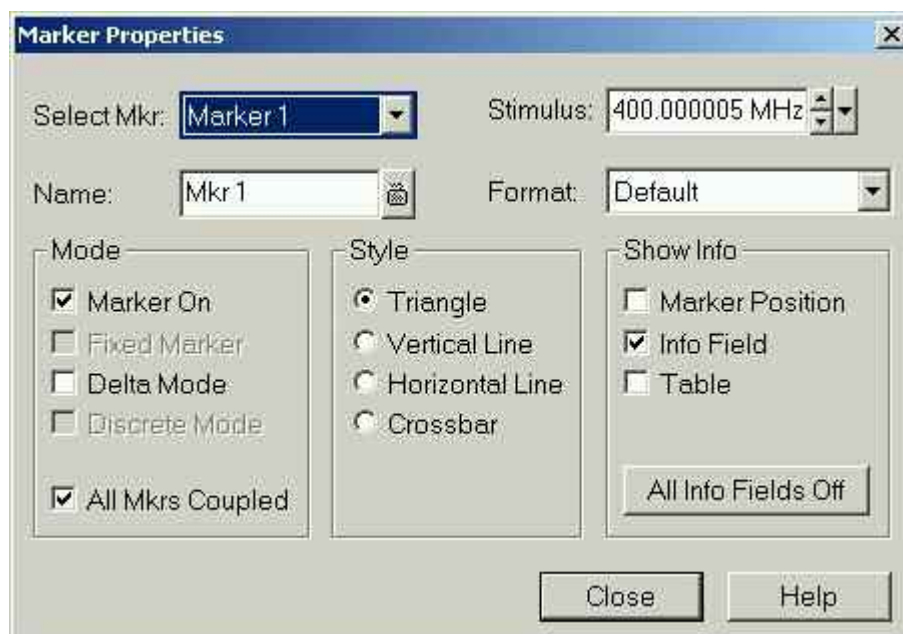 Marker Properties
Select Mkr: Marker 1
Stimulus: 400.000005 MHz
Name: Mkr 1
Format: Default
Mode
Marker On
Fixed Marker
Delta Mode
Discrete Mode
All Mkrs Coupled
Style
Triangle
Vertical Line
Horizontal Line
Crossbar
Show Info
Marker Position
Info Field
Table
All Info Fields Off
Close
Help